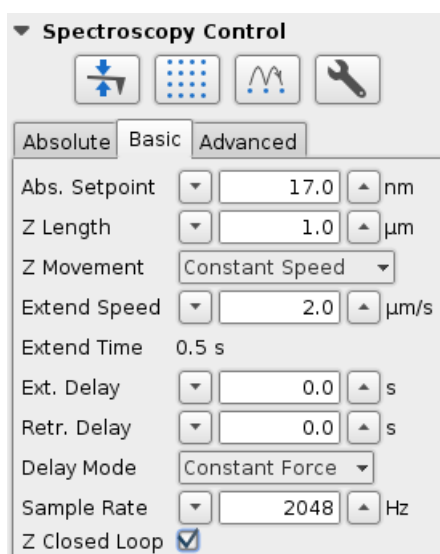 Spectroscopy Control
Absolute Basic Advanced
Abs. Setpoint 17.0 nm
Z Length 1.0 µm
Z Movement Constant Speed
Extend Speed 2.0 µm/s
Extend Time 0.5 s
Ext. Delay 0.0 s
Retr. Delay 0.0 s
Delay Mode Constant Force
Sample Rate 2048 Hz
Z Closed Loop